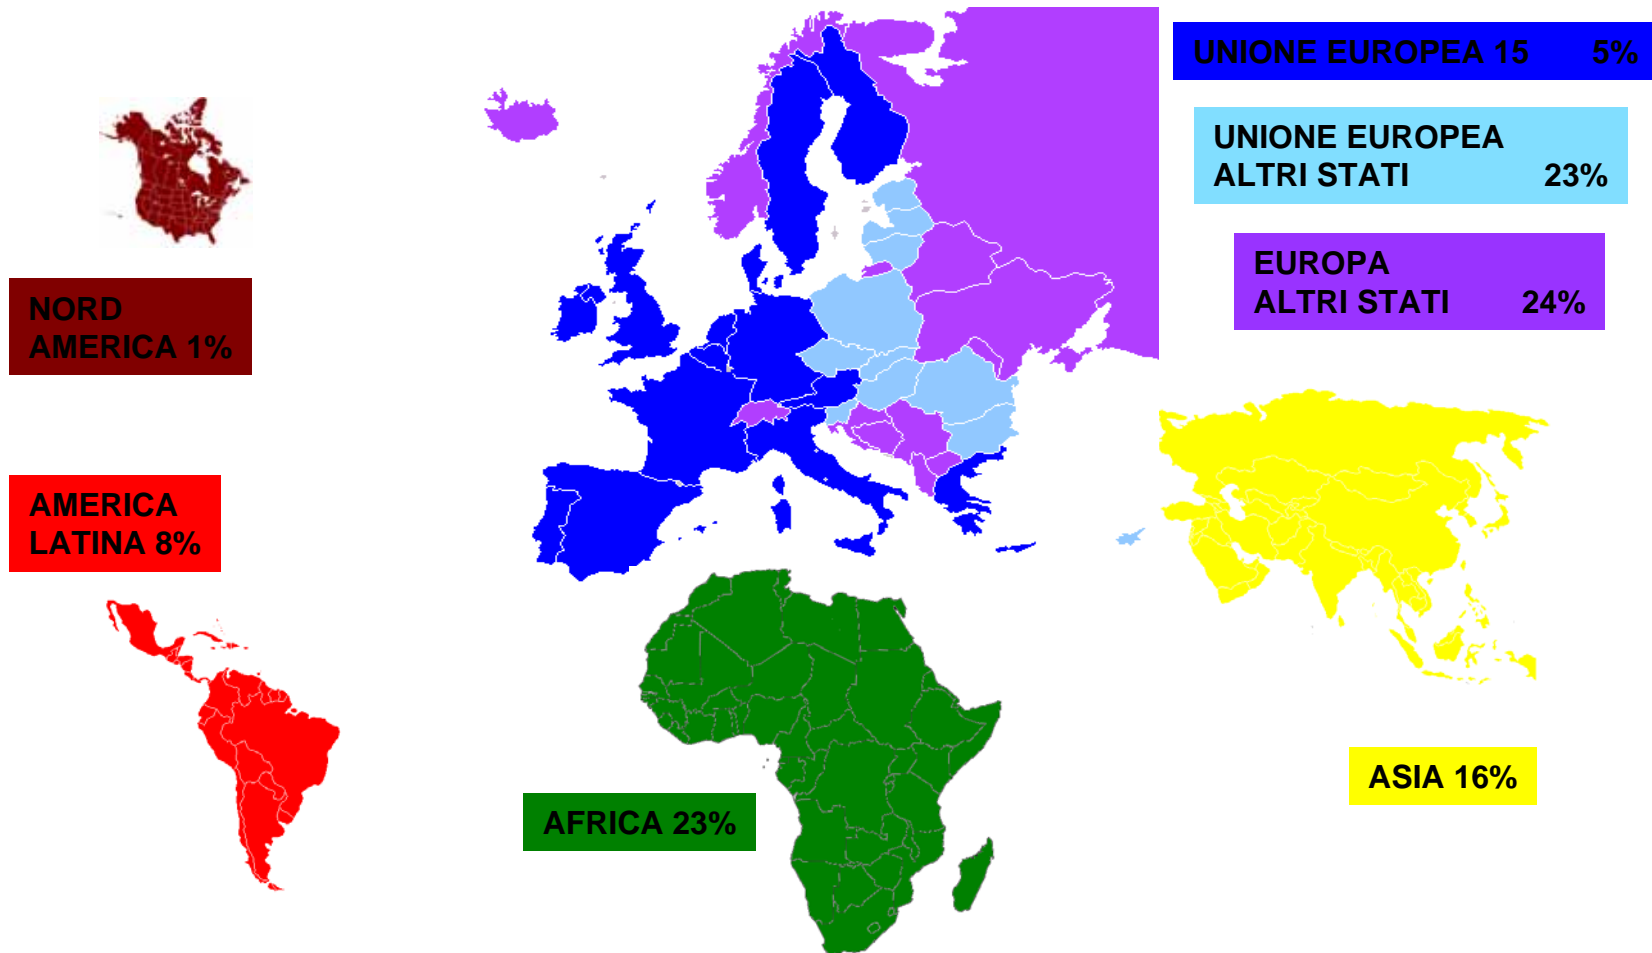 UNIONE EUROPEA 15 5%
UNIONE EUROPEA
ALTRI STATI 23%
EUROPA
ALTRI STATI 24%
NORD
AMERICA 1%
AMERICA
LATINA 8%
ASIA 16%
AFRICA 23%